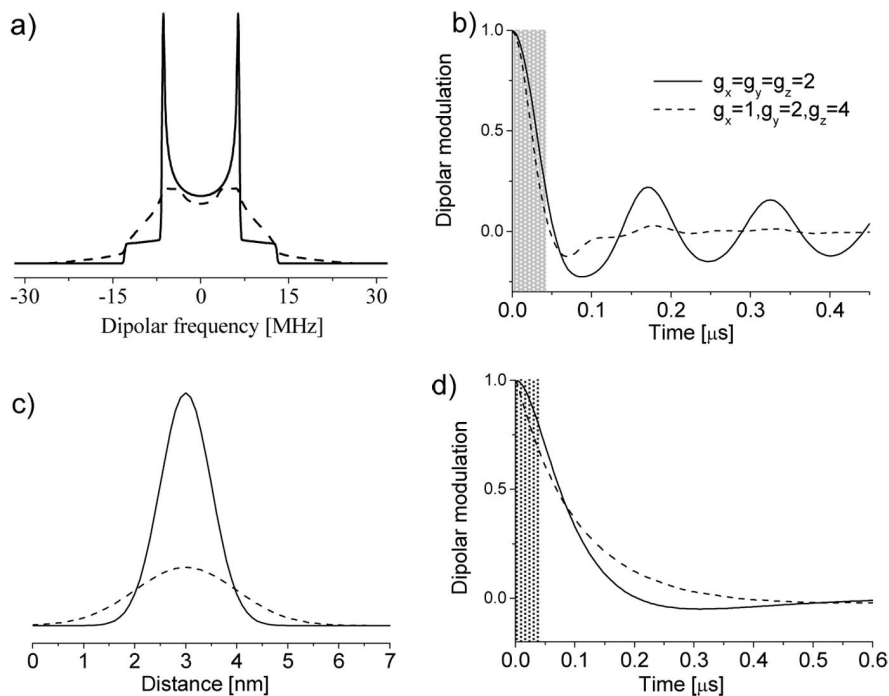 a)
-30 -15 0 15 30
Dipolar frequency [MHz]
b)
Dipolar modulation
1.0
0.5
0.0
g_x=g_y=g_z=2
g_x=1,g_y=2,g_z=4
0.0 0.1 0.2 0.3 0.4
Time [μs]
c)
0 1 2 3 4 5 6 7
Distance [nm]
d)
Dipolar modulation
1.0
0.5
0.0
0.0 0.1 0.2 0.3 0.4 0.5 0.6
Time [μs]